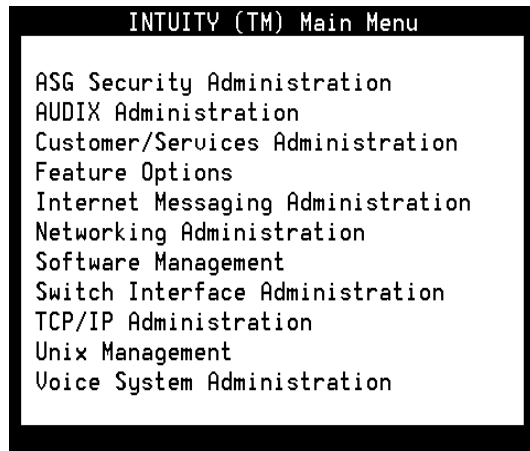 INTUITY (TM) Main Menu
ASG Security Administration
AUDIX Administration
Customer/Services Administration
Feature Options
Internet Messaging Administration
Networking Administration
Software Management
Switch Interface Administration
TCP/IP Administration
Unix Management
Voice System Administration